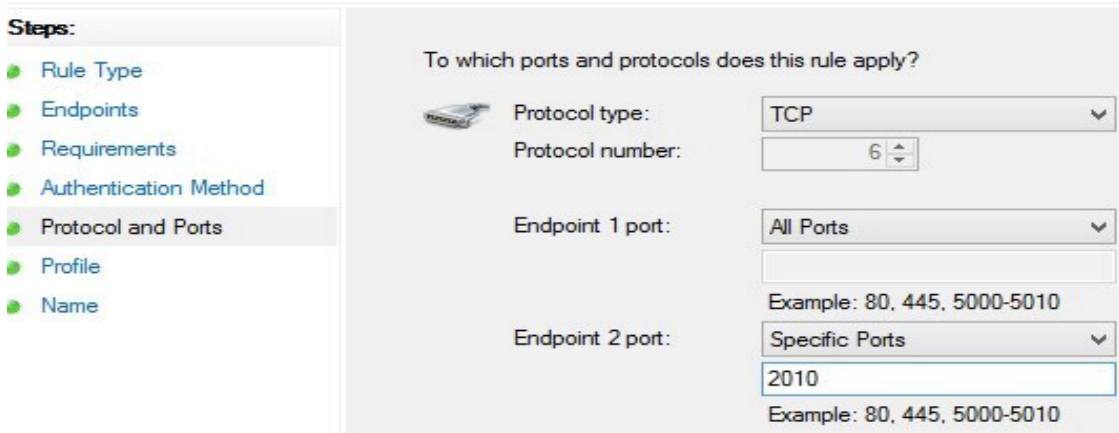 Steps:
Rule Type
Endpoints
Requirements
Authentication Method
Protocol and Ports
Profile
Name
To which ports and protocols does this rule apply?
Protocol type: TCP
Protocol number: 6
Endpoint 1 port: All Ports
Example: 80, 445, 5000-5010
Endpoint 2 port: Specific Ports
2010
Example: 80, 445, 5000-5010